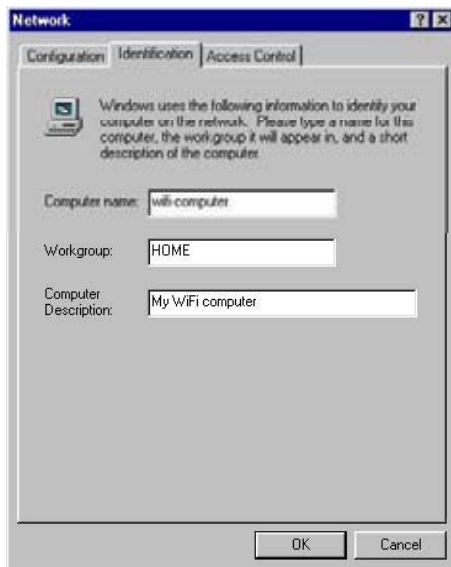 Network
Configuration Identification Access Control
Windows uses the following information to identify your
computer on the network. Please type a name for this
computer, the workgroup it will appear in, and a short
description of the computer.
Computer name: wifi-computer
Workgroup: HOME
Computer
Description: My WiFi computer
OK Cancel